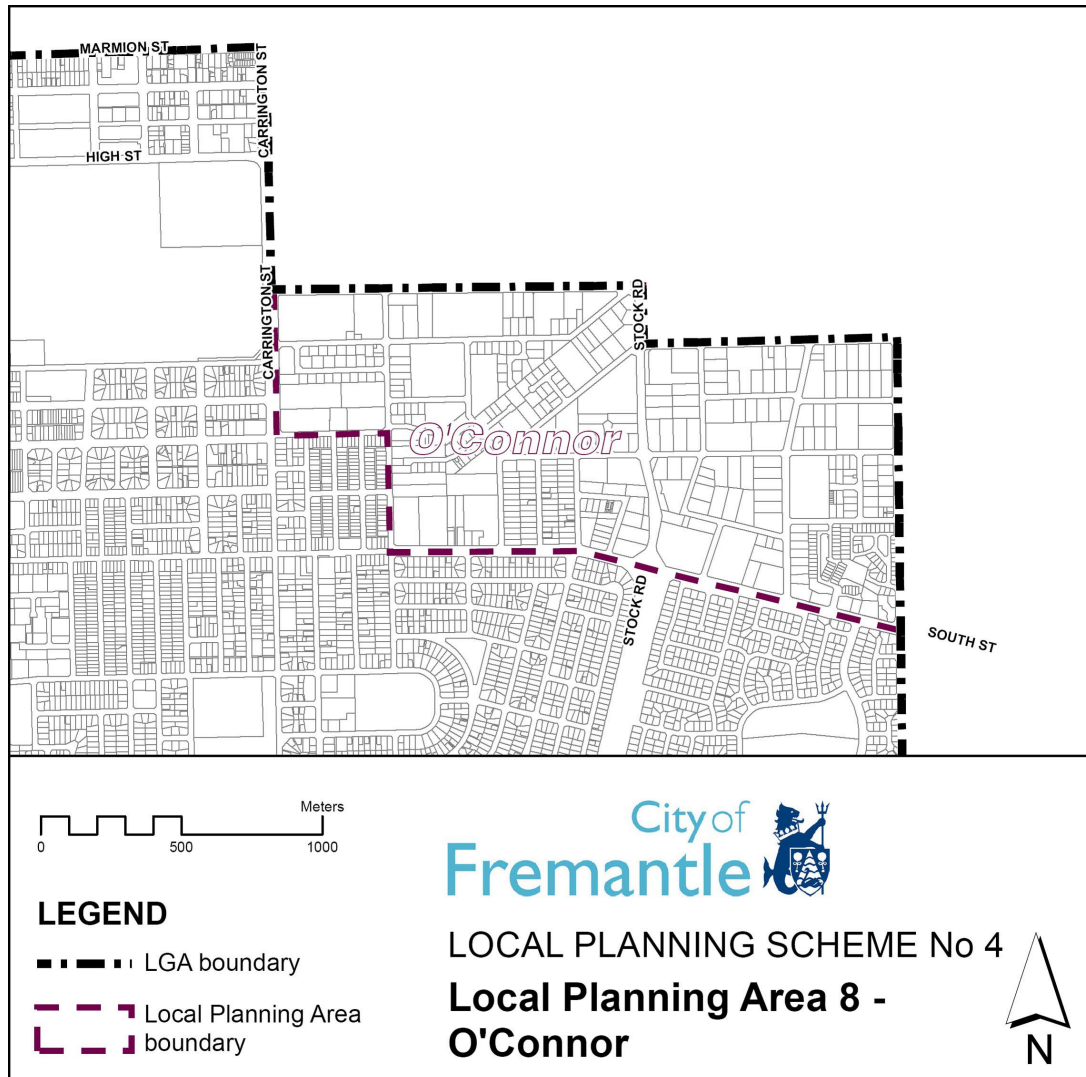 MARMION ST
CARRINGTON ST
HIGH ST
CARRINGTON ST
STOCK RD
O'Connor
STOCK RD
SOUTH ST
Meters
0 500 1000
LEGEND
LGA boundary
Local Planning Area
boundary
City of
Fremantle
LOCAL PLANNING SCHEME No 4
Local Planning Area 8 -
O'Connor
N